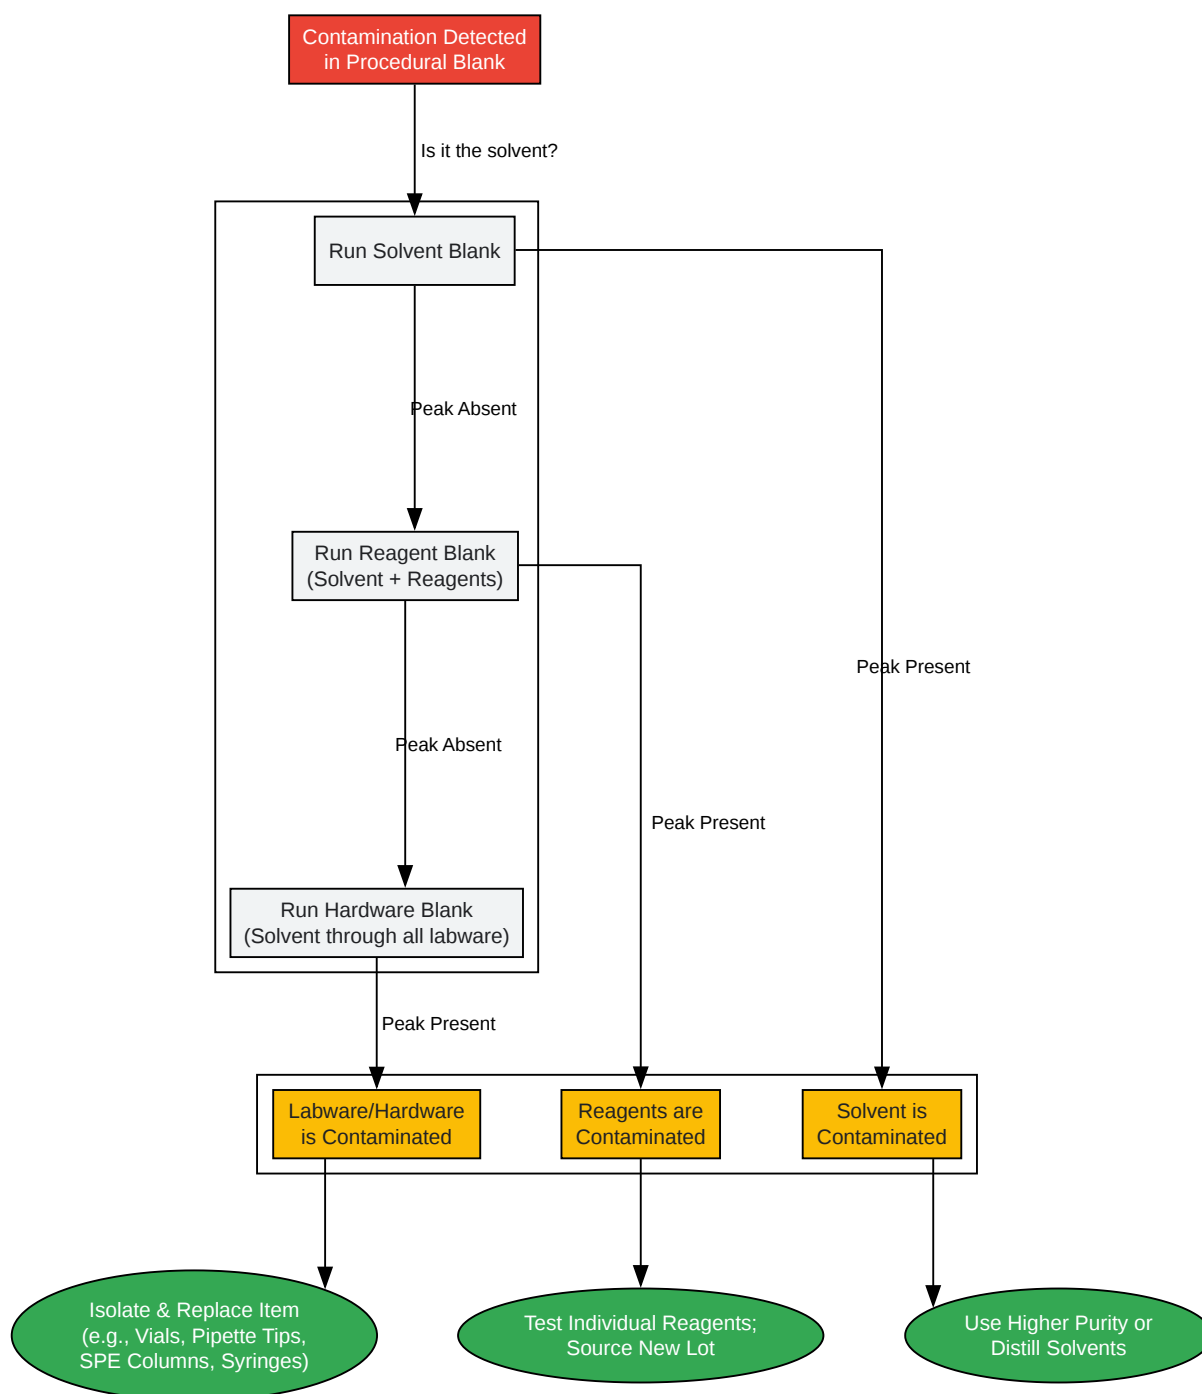 Contamination Detected
in Procedural Blank
Is it the solvent?
Run Solvent Blank
Peak Absent
Run Reagent Blank
(Solvent + Reagents)
Peak Present
Peak Absent
Peak Present
Run Hardware Blank
(Solvent through all labware)
Peak Present
Labware/Hardware
is Contaminated
Reagents are
Contaminated
Solvent is
Contaminated
Isolate & Replace Item
(e.g., Vials, Pipette Tips,
SPE Columns, Syringes)
Test Individual Reagents;
Source New Lot
Use Higher Purity or
Distill Solvents